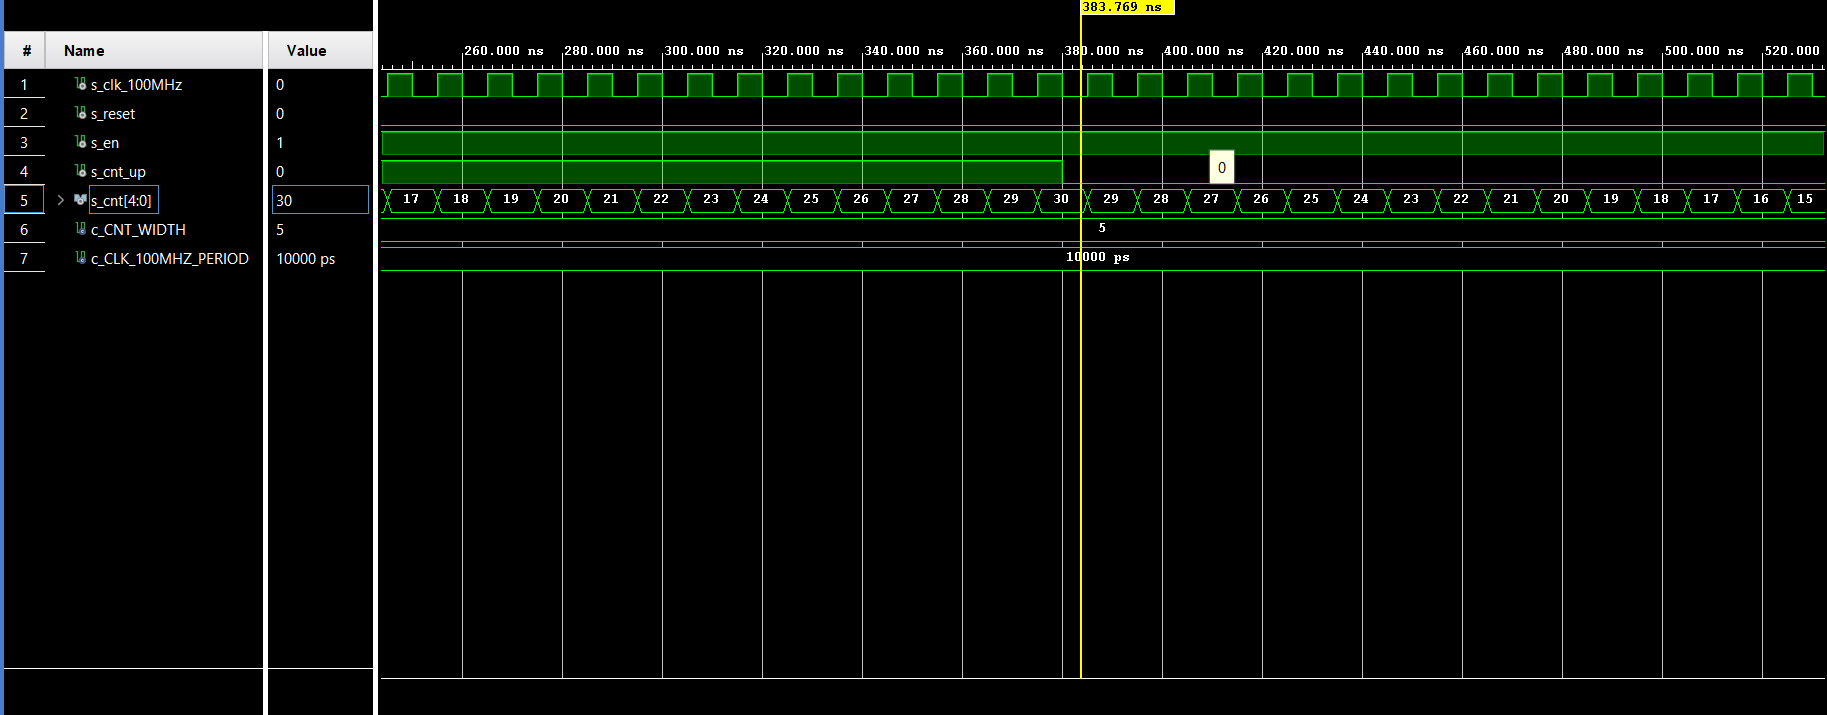 383.769 ns
# Name Value
260.000 ns 280.000 ns 300.000 ns 320.000 ns 340.000 ns 360.000 ns 380.000 ns 400.000 ns 420.000 ns 440.000 ns 460.000 ns 480.000 ns 500.000 ns 520.000
1 s_clk_100MHz 0
2 s_reset 0
3 s_en 1
4 s_cnt_up 0 0
5 s_cnt[4:0] 30 17 18 19 20 21 22 23 24 25 26 27 28 29 30 29 28 27 26 25 24 23 22 21 20 19 18 17 16 15
6 c_CNT_WIDTH 5 5
7 c_CLK_100MHZ_PERIOD 10000 ps 10000 ps